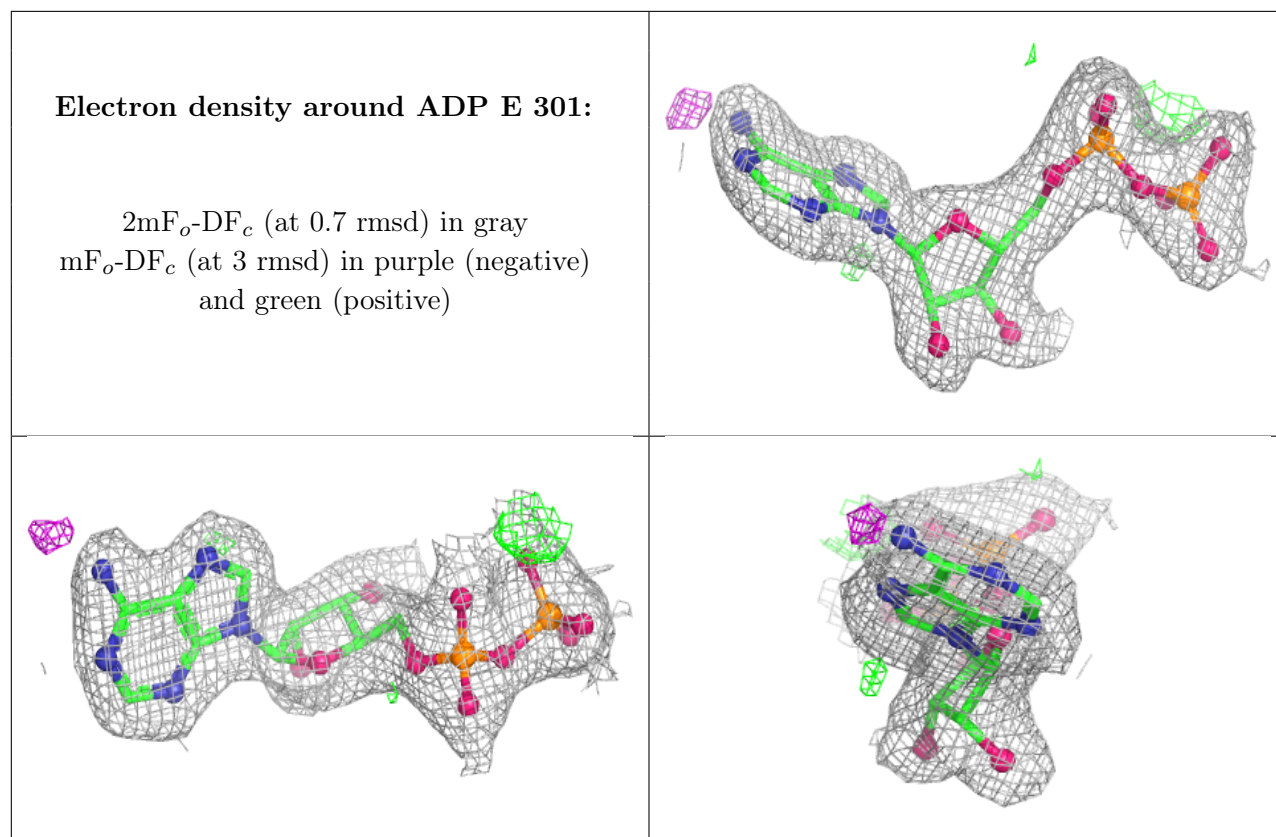 Electron density around ADP E 301:
2mFo-DFc (at 0.7 rmsd) in gray
mFo-DFc (at 3 rmsd) in purple (negative)
and green (positive)